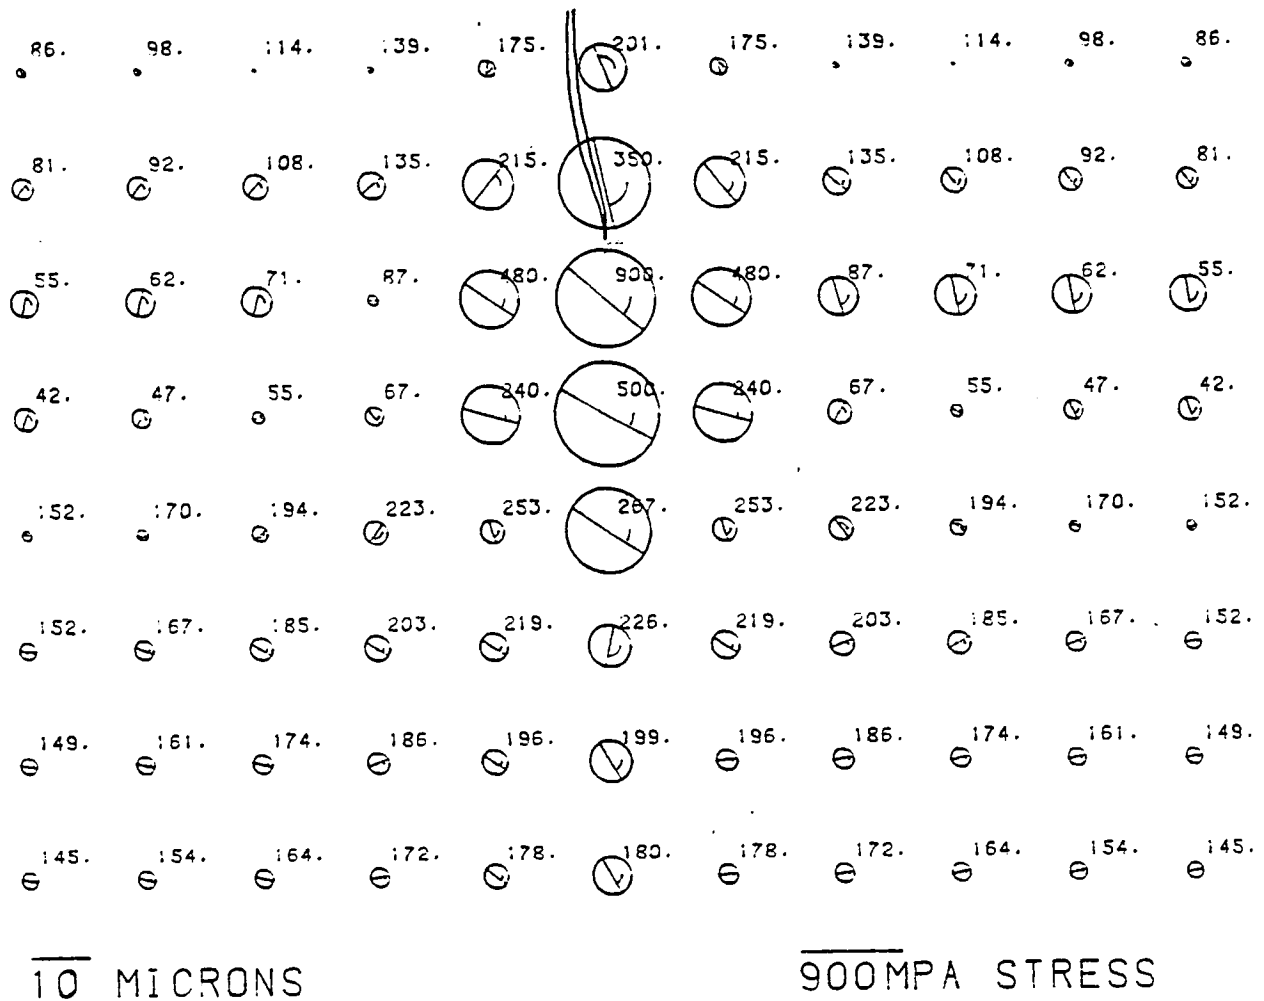 86. 98. 114. 139. 175. 201. 175. 139. 114. 98. 86.
81. 92. 108. 135. 215. 350. 215. 135. 108. 92. 81.
55. 62. 71. 87. 480. 900. 480. 87. 71. 62. 55.
42. 47. 55. 67. 240. 500. 240. 67. 55. 47. 42.
152. 170. 194. 223. 253. 267. 253. 223. 194. 170. 152.
152. 167. 185. 203. 219. 226. 219. 203. 185. 167. 152.
149. 161. 174. 186. 196. 199. 196. 186. 174. 161. 149.
145. 154. 164. 172. 178. 180. 178. 172. 164. 154. 145.
10 MICRONS 900MPA STRESS